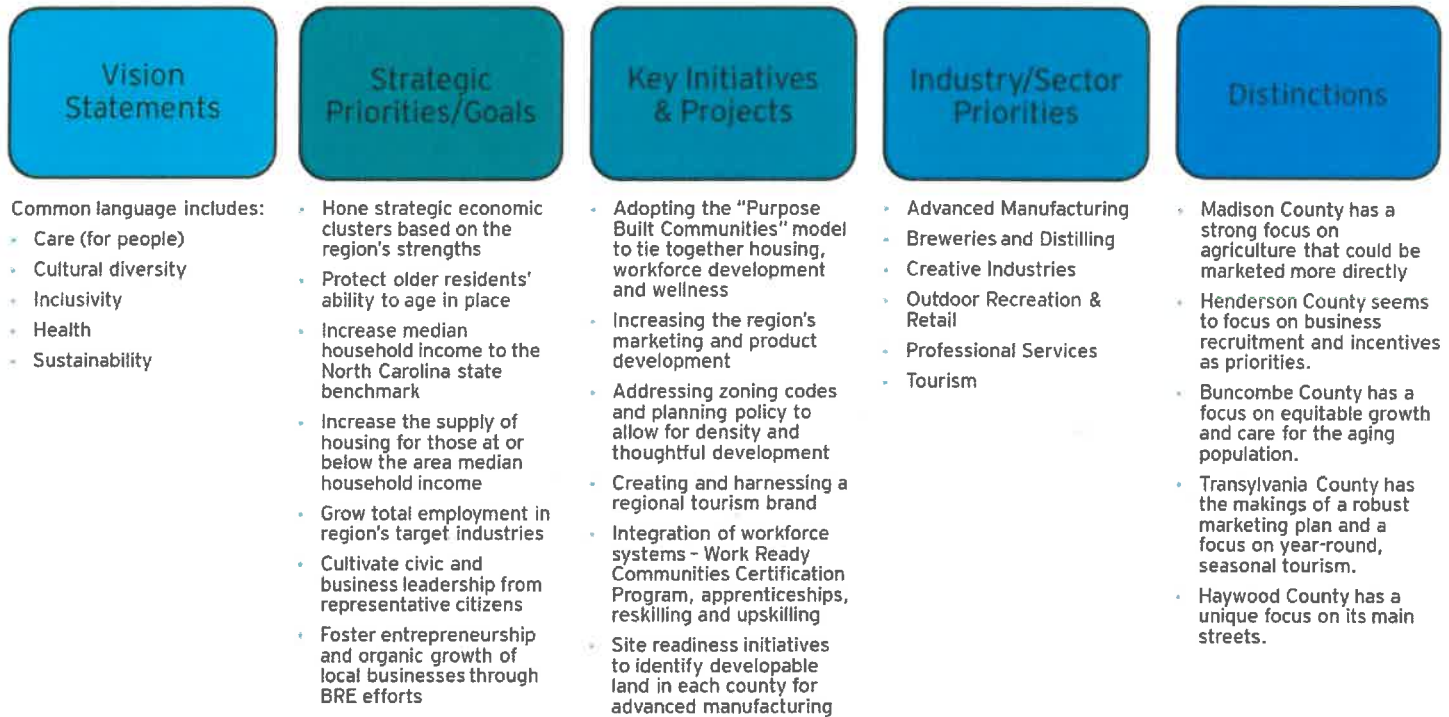 Vision
Statements
Common language includes:
Care (for people)
Cultural diversity
Inclusivity
Health
Sustainability
Strategic
Priorities/Goals
Hone strategic economic
clusters based on the
region's strengths
Protect older residents'
ability to age in place
Increase median
household income to the
North Carolina state
benchmark
Increase the supply of
housing for those at or
below the area median
household income
Grow total employment in
region's target industries
Cultivate civic and
business leadership from
representative citizens
Foster entrepreneurship
and organic growth of
local businesses through
BRE efforts
Key Initiatives
& Projects
Adopting the "Purpose
Built Communities" model
to tie together housing,
workforce development
and wellness
Increasing the region's
marketing and product
development
Addressing zoning codes
and planning policy to
allow for density and
thoughtful development
Creating and harnessing a
regional tourism brand
Integration of workforce
systems - Work Ready
Communities Certification
Program, apprenticeships,
reskilling and upskilling
Site readiness initiatives
to identify developable
land in each county for
advanced manufacturing
Industry/Sector
Priorities
Advanced Manufacturing
Breweries and Distilling
Creative Industries
Outdoor Recreation &
Retail
Professional Services
Tourism
Distinctions
Madison County has a
strong focus on
agriculture that could be
marketed more directly
Henderson County seems
to focus on business
recruitment and incentives
as priorities.
Buncombe County has a
focus on equitable growth
and care for the aging
population.
Transylvania County has
the makings of a robust
marketing plan and a
focus on year-round,
seasonal tourism.
Haywood County has a
unique focus on its main
streets.